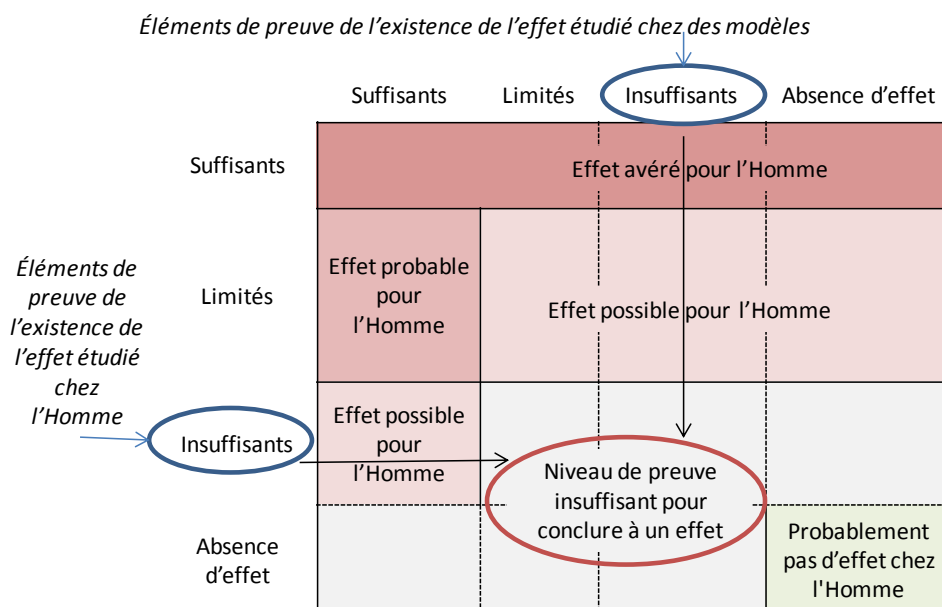 Éléments de preuve de l’existence de l’effet étudié chez des modèles
Suffisants Limités Insuffisants Absence d’effet
Suffisants
Effet avéré pour l’Homme
Éléments de
preuve de
l’existence de
l’effet étudié
chez
l’Homme
Limités
Effet probable
pour
l’Homme
Effet possible pour l’Homme
Insuffisants
Effet possible
pour
l’Homme
Niveau de preuve
insuffisant pour
conclure à un effet
Absence
d’effet
Probablement
pas d’effet chez
l'Homme